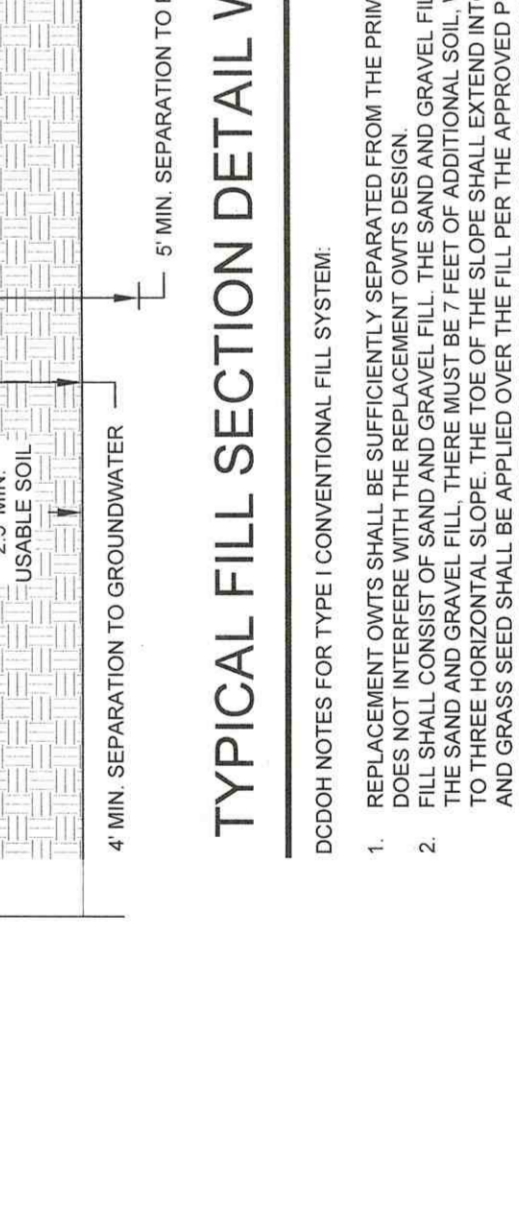 2.5' MIN.
USABLE SOIL
4' MIN. SEPARATION TO GROUNDWATER
5' MIN. SEPARATION TO
TYPICAL FILL SECTION DETAIL
DCDOH NOTES FOR TYPE I CONVENTIONAL FILL SYSTEM:
1. REPLACEMENT OWTS SHALL BE SUFFICIENTLY SEPARATED FROM THE PRIM
DOES NOT INTERFERE WITH THE REPLACEMENT OWTS DESIGN.
2. FILL SHALL CONSIST OF SAND AND GRAVEL FILL. THE SAND AND GRAVEL FIL
THE SAND AND GRAVEL FILL, THERE MUST BE 7 FEET OF ADDITIONAL SOIL,
TO THREE HORIZONTAL SLOPE. THE TOE OF THE SLOPE SHALL EXTEND INTO
AND GRASS SEED SHALL BE APPLIED OVER THE FILL PER THE APPROVED P